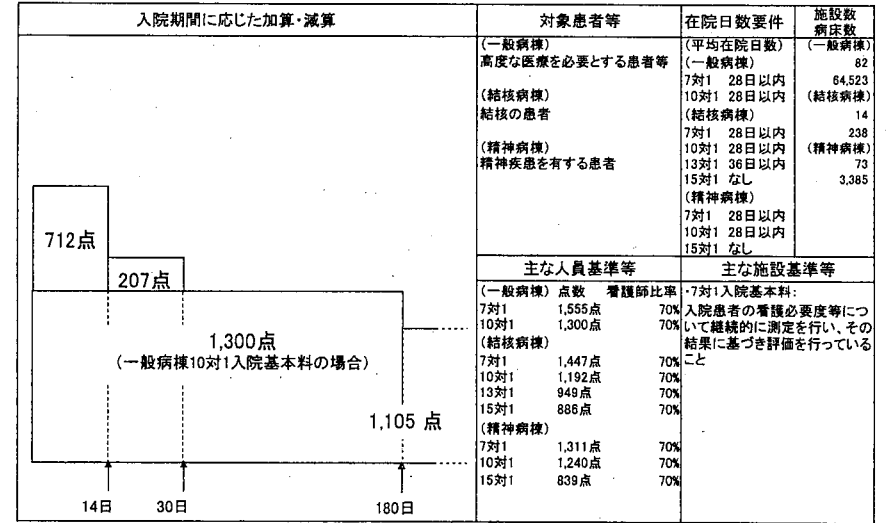 入院期間に応じた加算・減算
712点
207点
1,300点
(一般病棟10対1入院基本料の場合)
1,105 点
14日
30日
180日
対象患者等
(一般病棟)
高度な医療を必要とする患者等
(結核病棟)
結核の患者
(精神病棟)
精神疾患を有する患者
在院日数要件
(平均在院日数)
(一般病棟)
7対1 28日以内
10対1 28日以内
(結核病棟)
7対1 28日以内
10対1 28日以内
13対1 36日以内
15対1 なし
(精神病棟)
7対1 28日以内
10対1 28日以内
15対1 なし
施設数
病床数
(一般病棟)
82
64,523
(結核病棟)
14
238
(精神病棟)
73
3,385
主な人員基準等
(一般病棟) 点数 看護師比率
7対1 1,555点 70%
10対1 1,300点 70%
(結核病棟)
7対1 1,447点 70%
10対1 1,192点 70%
13対1 949点 70%
15対1 886点 70%
(精神病棟)
7対1 1,311点 70%
10対1 1,240点 70%
15対1 839点 70%
主な施設基準等
・7対1入院基本料:
入院患者の看護必要度等につ
いて継続的に測定を行い、その
結果に基づき評価を行っている
こと